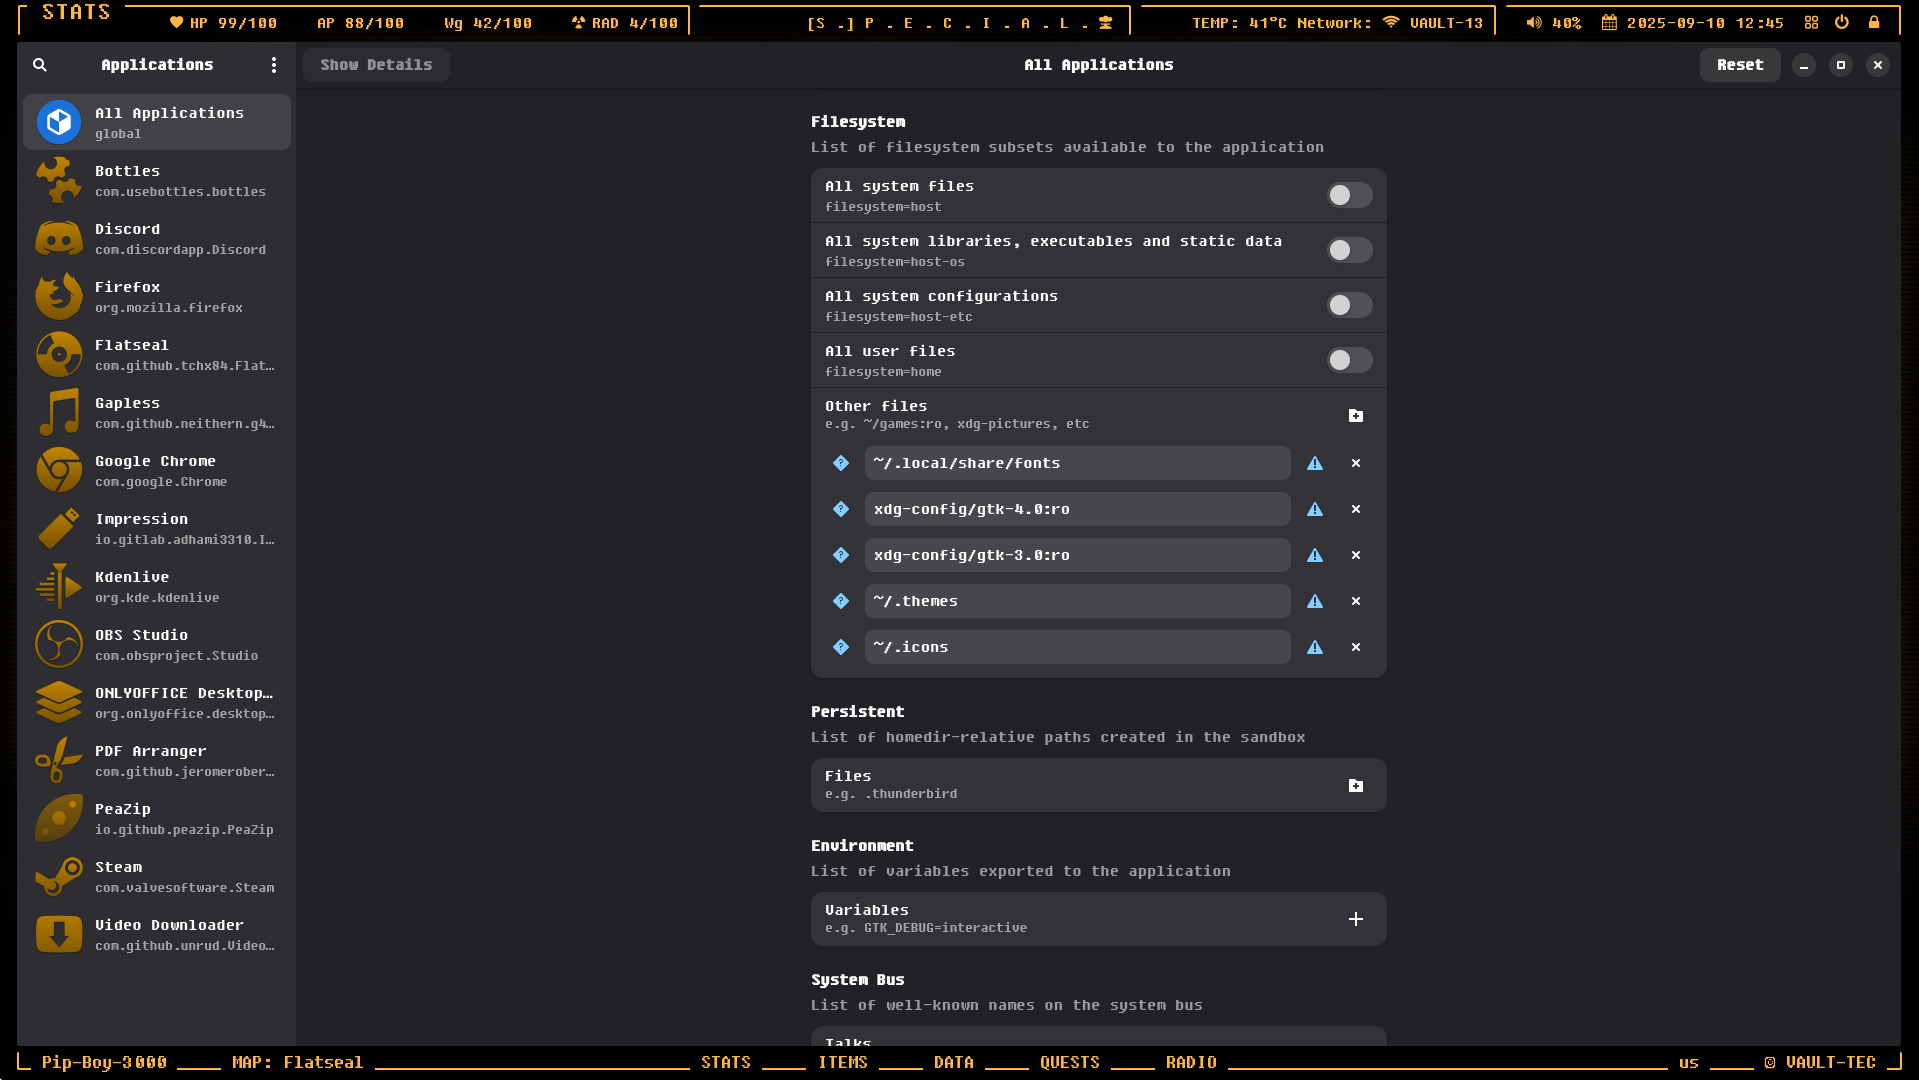 STATS
HP 99/100 AP 88/100 Wg 42/100 RAD 4/100
[S .] P . E . C . I . A . L .
TEMP: 41°C Network: VAULT-13
40% 2025-09-10 12:45
Applications
Show Details
All Applications
Reset
All Applications
global
Bottles
com.usebottles.bottles
Discord
com.discordapp.Discord
Firefox
org.mozilla.firefox
Flatseal
com.github.tchx84.Flat…
Gapless
com.github.neithern.g4…
Google Chrome
com.google.Chrome
Impression
io.gitlab.adhami3310.I…
Kdenlive
org.kde.kdenlive
OBS Studio
com.obsproject.Studio
ONLYOFFICE Desktop…
org.onlyoffice.desktop…
PDF Arranger
com.github.jeromerober…
PeaZip
io.github.peazip.PeaZip
Steam
com.valvesoftware.Steam
Video Downloader
com.github.unrud.Video…
Filesystem
List of filesystem subsets available to the application
All system files
filesystem=host
All system libraries, executables and static data
filesystem=host-os
All system configurations
filesystem=host-etc
All user files
filesystem=home
Other files
e.g. ~/games:ro, xdg-pictures, etc
~/.local/share/fonts
xdg-config/gtk-4.0:ro
xdg-config/gtk-3.0:ro
~/.themes
~/.icons
Persistent
List of homedir-relative paths created in the sandbox
Files
e.g. .thunderbird
Environment
List of variables exported to the application
Variables
e.g. GTK_DEBUG=interactive
System Bus
List of well-known names on the system bus
Talks
Pip-Boy-3000 MAP: Flatseal STATS ITEMS DATA QUESTS RADIO us VAULT-TEC